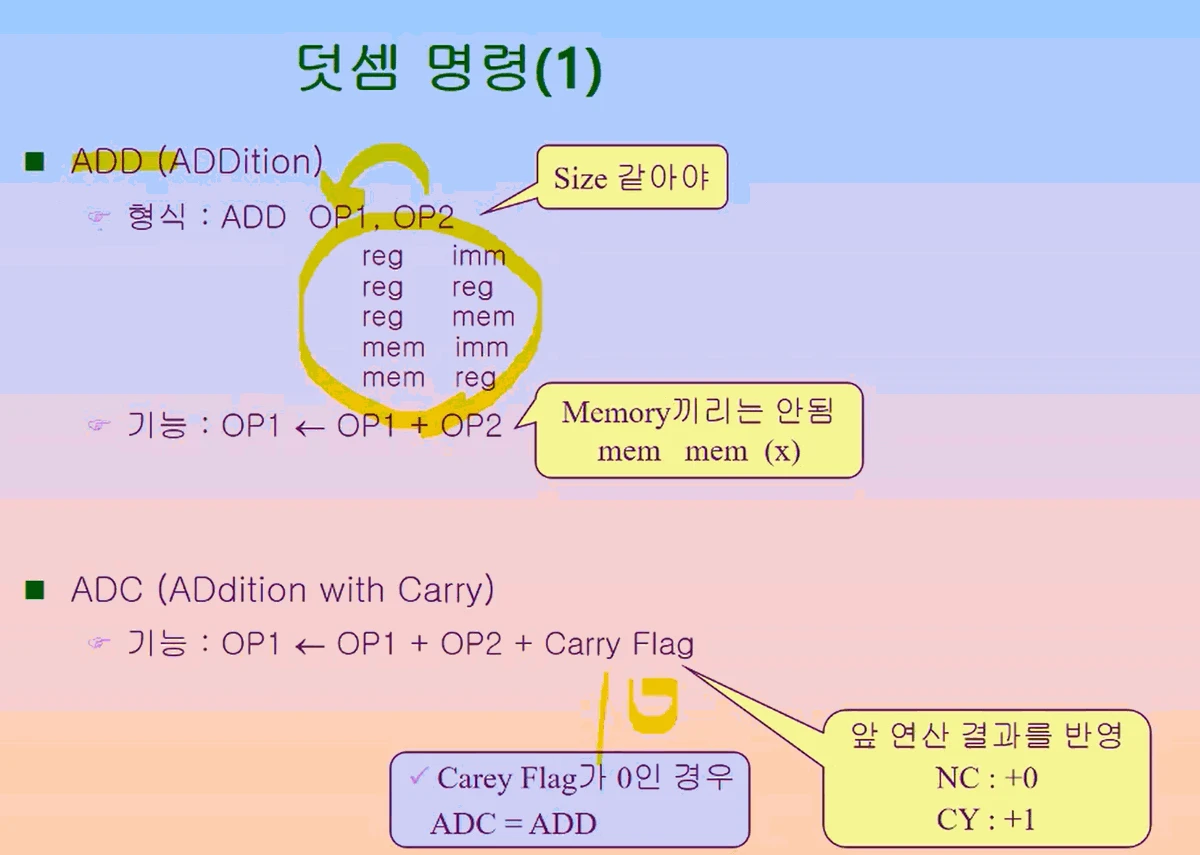 덧셈 명령(1)
■ ADD (ADDition)
Size 같아야
☞ 형식 : ADD OP1, OP2
reg imm
reg reg
reg mem
mem imm
mem reg
☞ 기능 : OP1 ← OP1 + OP2
Memory끼리는 안됨
mem mem (x)
■ ADC (ADdition with Carry)
☞ 기능 : OP1 ← OP1 + OP2 + Carry Flag
앞 연산 결과를 반영
NC : +0
CY : +1
✓ Carey Flag가 0인 경우
ADC = ADD